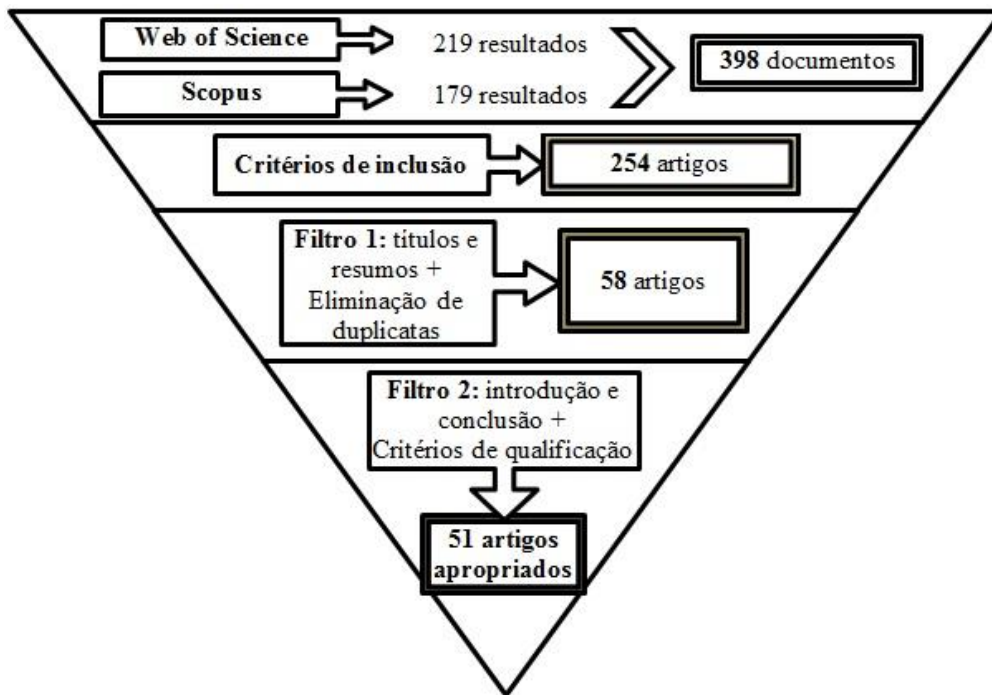 Web of Science
219 resultados
Scopus
179 resultados
398 documentos
Critérios de inclusão
254 artigos
Filtro 1: títulos e
resumos +
Eliminação de
duplicatas
58 artigos
Filtro 2: introdução e
conclusão +
Critérios de qualificação
51 artigos
apropriados